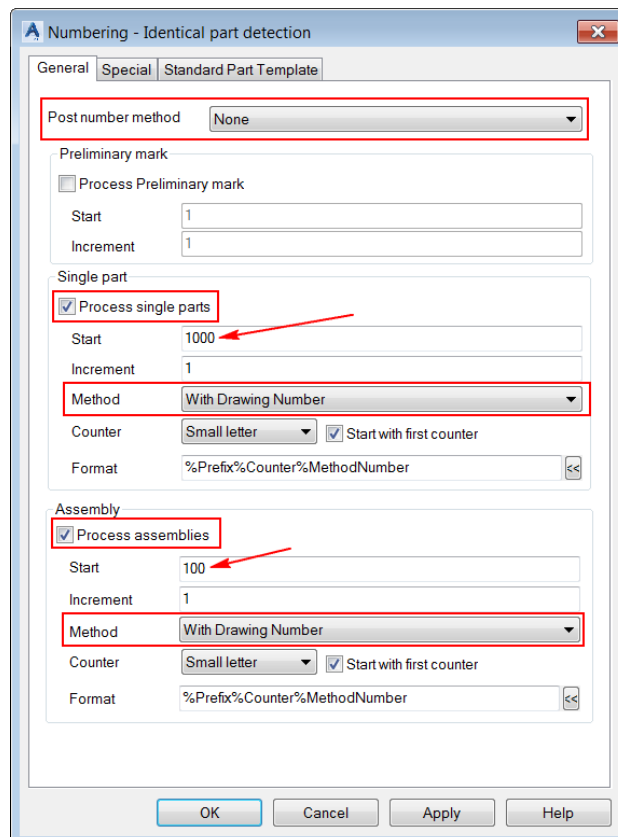 Numbering - Identical part detection
General Special Standard Part Template
Post number method None
Preliminary mark
Process Preliminary mark
Start 1
Increment 1
Single part
Process single parts
Start 1000
Increment 1
Method With Drawing Number
Counter Small letter Start with first counter
Format %Prefix%Counter%MethodNumber <<
Assembly
Process assemblies
Start 100
Increment 1
Method With Drawing Number
Counter Small letter Start with first counter
Format %Prefix%Counter%MethodNumber <<
OK Cancel Apply Help